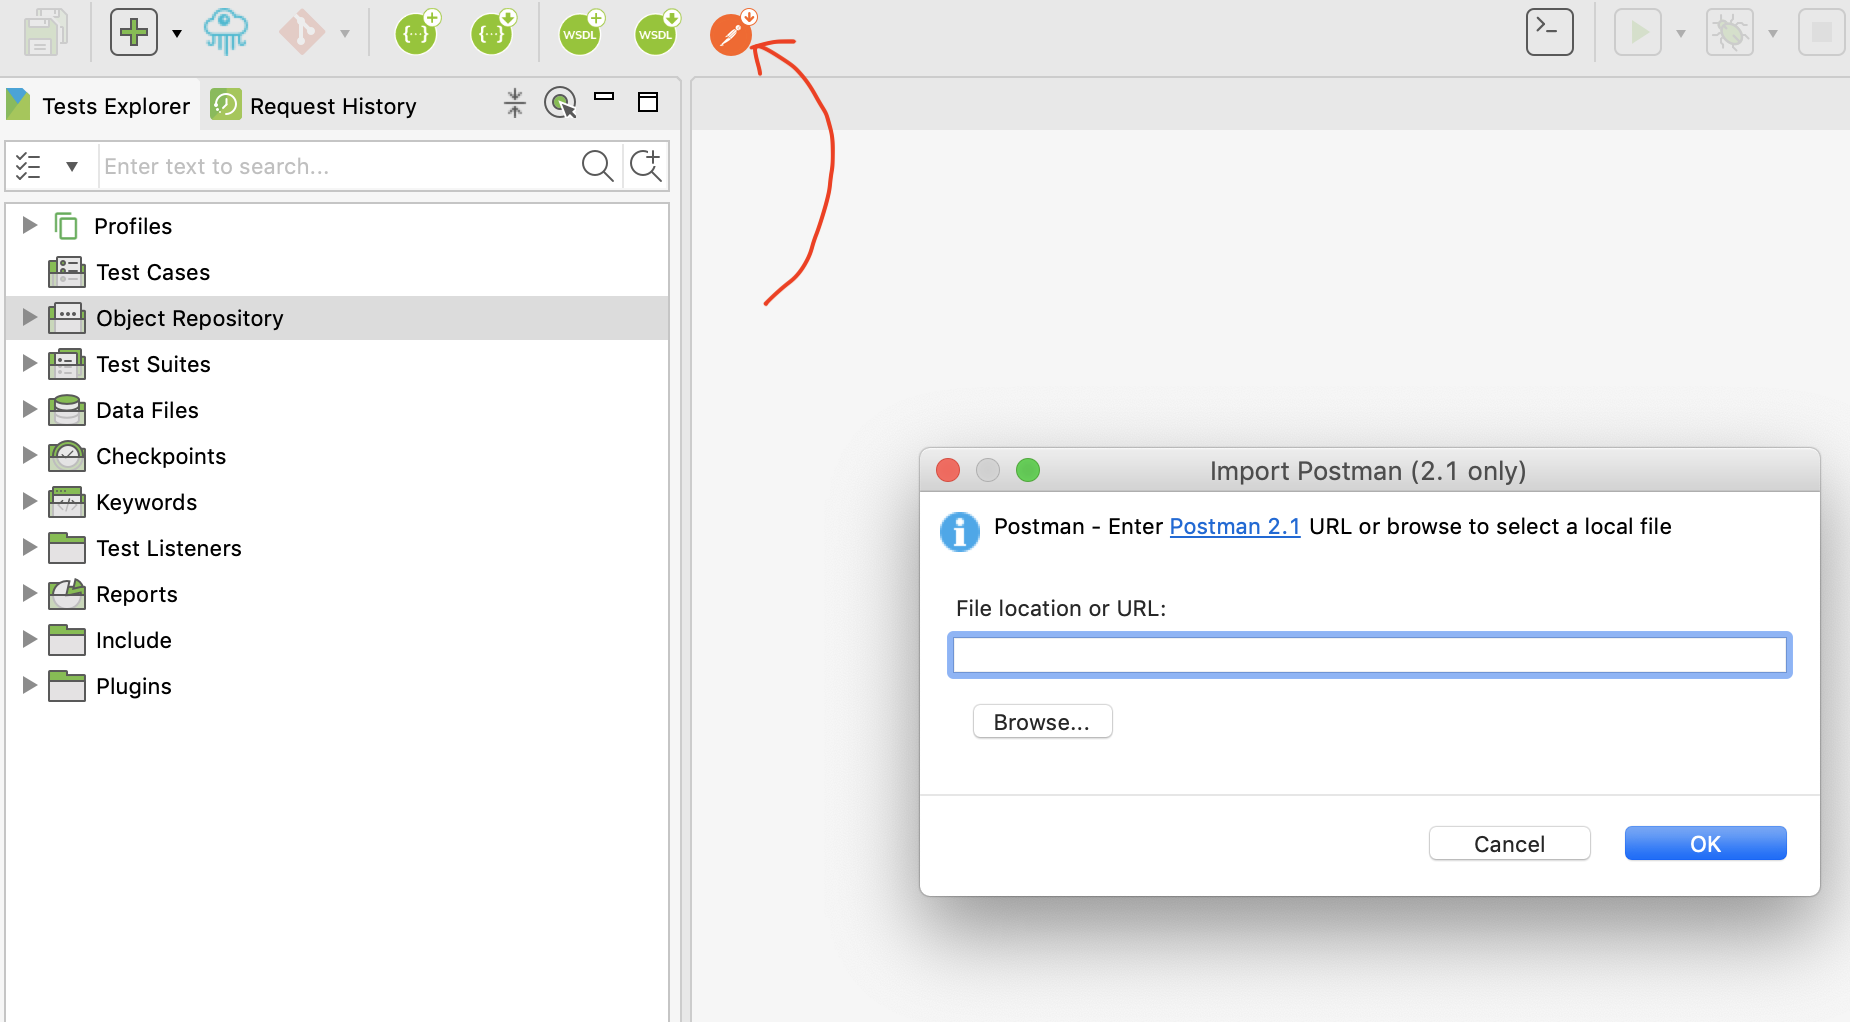 WSDL
WSDL
Tests Explorer
Request History
Enter text to search...
Profiles
Test Cases
Object Repository
Test Suites
Data Files
Checkpoints
Keywords
Test Listeners
Reports
Include
Plugins
Import Postman (2.1 only)
Postman - Enter Postman 2.1 URL or browse to select a local file
File location or URL:
Browse...
Cancel
OK